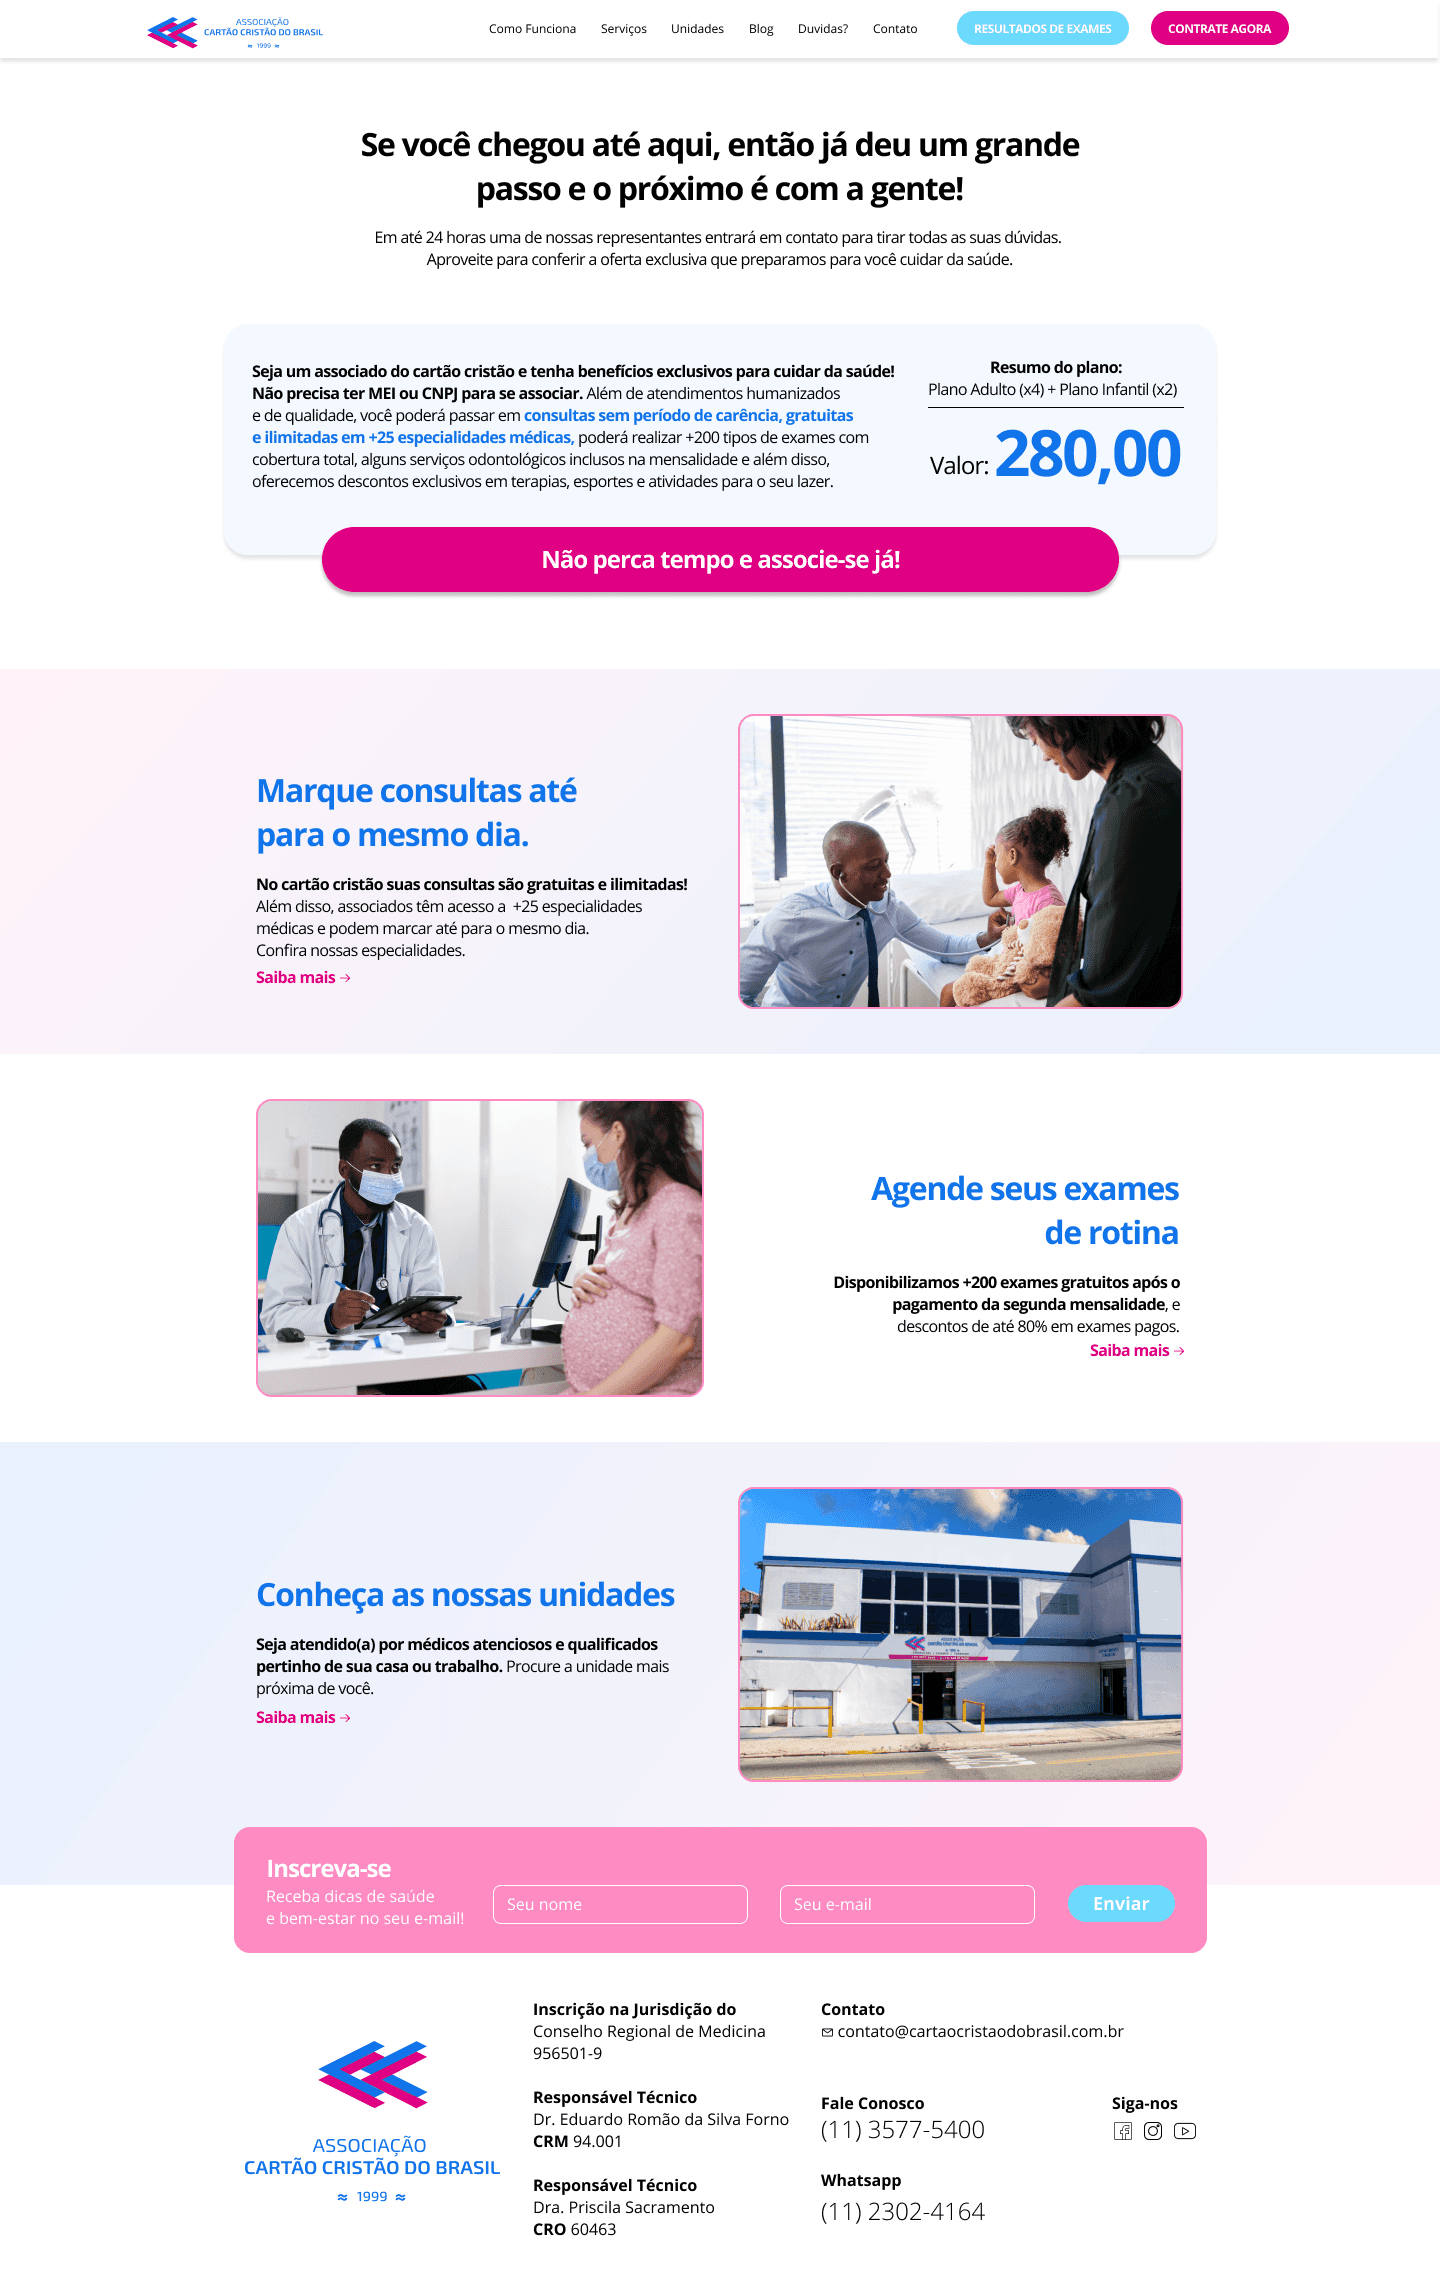 ASSOCIAÇÃO
CARTÃO CRISTÃO DO BRASIL
≈ 1999 ≈
Como Funciona
Serviços
Unidades
Blog
Duvidas?
Contato
RESULTADOS DE EXAMES
CONTRATE AGORA
Se você chegou até aqui, então já deu um grande
passo e o próximo é com a gente!
Em até 24 horas uma de nossas representantes entrará em contato para tirar todas as suas dúvidas.
Aproveite para conferir a oferta exclusiva que preparamos para você cuidar da saúde.
Seja um associado do cartão cristão e tenha benefícios exclusivos para cuidar da saúde!
Não precisa ter MEI ou CNPJ para se associar. Além de atendimentos humanizados
e de qualidade, você poderá passar em consultas sem período de carência, gratuitas
e ilimitadas em +25 especialidades médicas, poderá realizar +200 tipos de exames com
cobertura total, alguns serviços odontológicos inclusos na mensalidade e além disso,
oferecemos descontos exclusivos em terapias, esportes e atividades para o seu lazer.
Resumo do plano:
Plano Adulto (x4) + Plano Infantil (x2)
Valor: 280,00
Não perca tempo e associe-se já!
Marque consultas até
para o mesmo dia.
No cartão cristão suas consultas são gratuitas e ilimitadas!
Além disso, associados têm acesso a +25 especialidades
médicas e podem marcar até para o mesmo dia.
Confira nossas especialidades.
Saiba mais →
Agende seus exames
de rotina
Disponibilizamos +200 exames gratuitos após o
pagamento da segunda mensalidade, e
descontos de até 80% em exames pagos.
Saiba mais →
Conheça as nossas unidades
Seja atendido(a) por médicos atenciosos e qualificados
pertinho de sua casa ou trabalho. Procure a unidade mais
próxima de você.
Saiba mais →
ASSOCIAÇÃO
CARTÃO CRISTÃO DO BRASIL
Inscreva-se
Receba dicas de saúde
e bem-estar no seu e-mail!
Seu nome
Seu e-mail
Enviar
ASSOCIAÇÃO
CARTÃO CRISTÃO DO BRASIL
≈ 1999 ≈
Inscrição na Jurisdição do
Conselho Regional de Medicina
956501-9
Responsável Técnico
Dr. Eduardo Romão da Silva Forno
CRM 94.001
Responsável Técnico
Dra. Priscila Sacramento
CRO 60463
Contato
contato@cartaocristaodobrasil.com.br
Fale Conosco
(11) 3577-5400
Whatsapp
(11) 2302-4164
Siga-nos